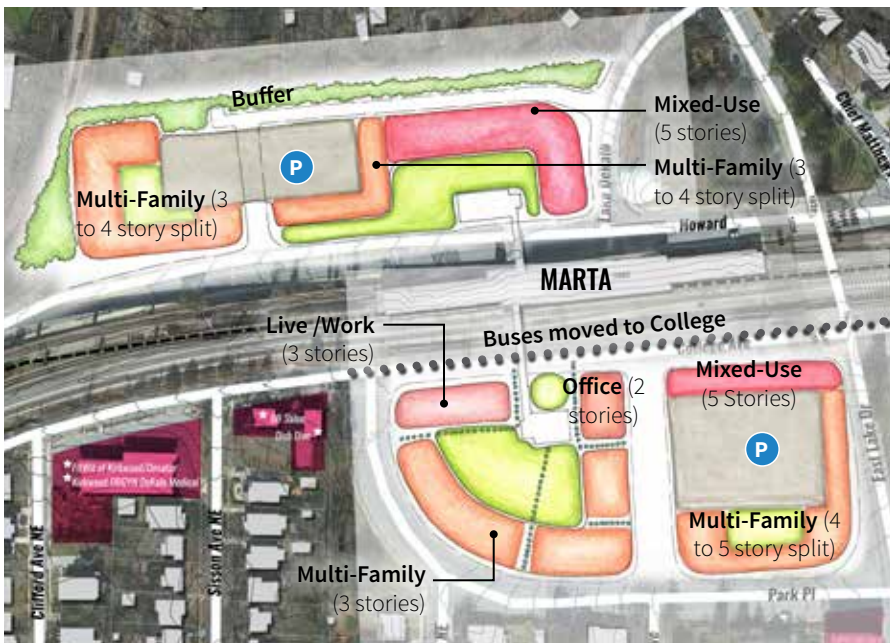 Buffer
Mixed-Use
(5 stories)
Chief Matthews
P
Multi-Family (3
to 4 story split)
Multi-Family (3
to 4 story split)
Howard
MARTA
Live /Work
(3 stories)
Buses moved to College
Office (2
stories)
Mixed-Use
(5 Stories)
P
East Lake Dr
Kirkwood
Clifford Ave NE
Sisson Ave NE
Multi-Family (4
to 5 story split)
Multi-Family
(3 stories)
Park Pl
NE